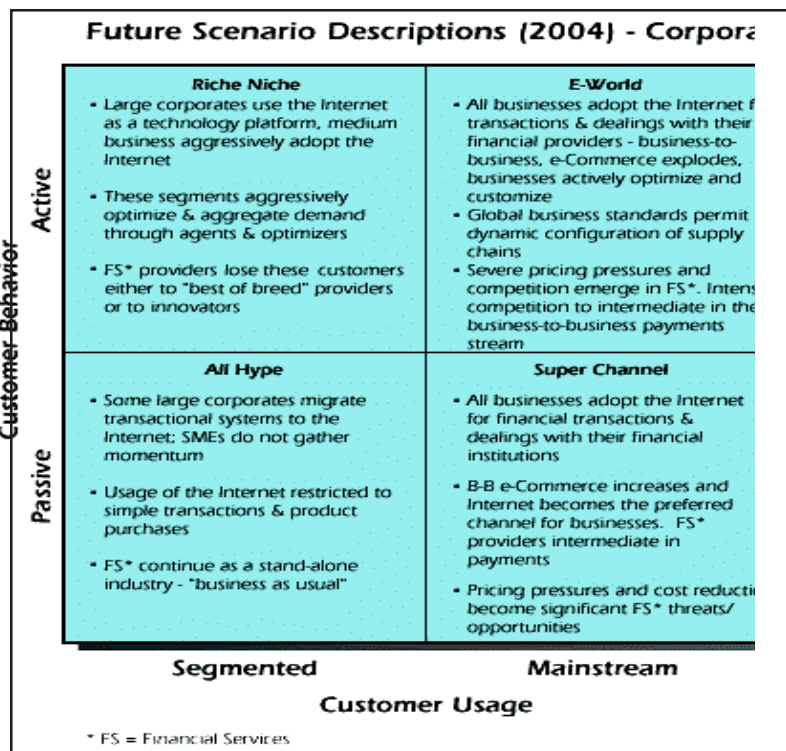 Future Scenario Descriptions (2004) - Corpora
Riche Niche
• Large corporates use the Internet
as a technology platform, medium
business aggressively adopt the
Internet
• These segments aggressively
optimize & aggregate demand
through agents & optimizers
• FS* providers lose these customers
either to "best of breed" providers
or to innovators
E-World
• All businesses adopt the Internet f
transactions & dealings with their
financial providers - business-to-
business, e-Commerce explodes,
businesses actively optimize and
customize
• Global business standards permit
dynamic configuration of supply
chains
• Severe pricing pressures and
competition emerge in FS*. Intens
competition to intermediate in the
business-to-business payments
stream
All Hype
• Some large corporates migrate
transactional systems to the
Internet; SMEs do not gather
momentum
• Usage of the Internet restricted to
simple transactions & product
purchases
• FS* continue as a stand-alone
industry - "business as usual"
Super Channel
• All businesses adopt the Internet
for financial transactions &
dealings with their financial
institutions
• B-B e-Commerce increases and
Internet becomes the preferred
channel for businesses. FS*
providers intermediate in
payments
• Pricing pressures and cost reducti
become significant FS* threats/
opportunities
Customer Behavior
Active
Passive
Segmented
Mainstream
Customer Usage
* FS = Financial Services